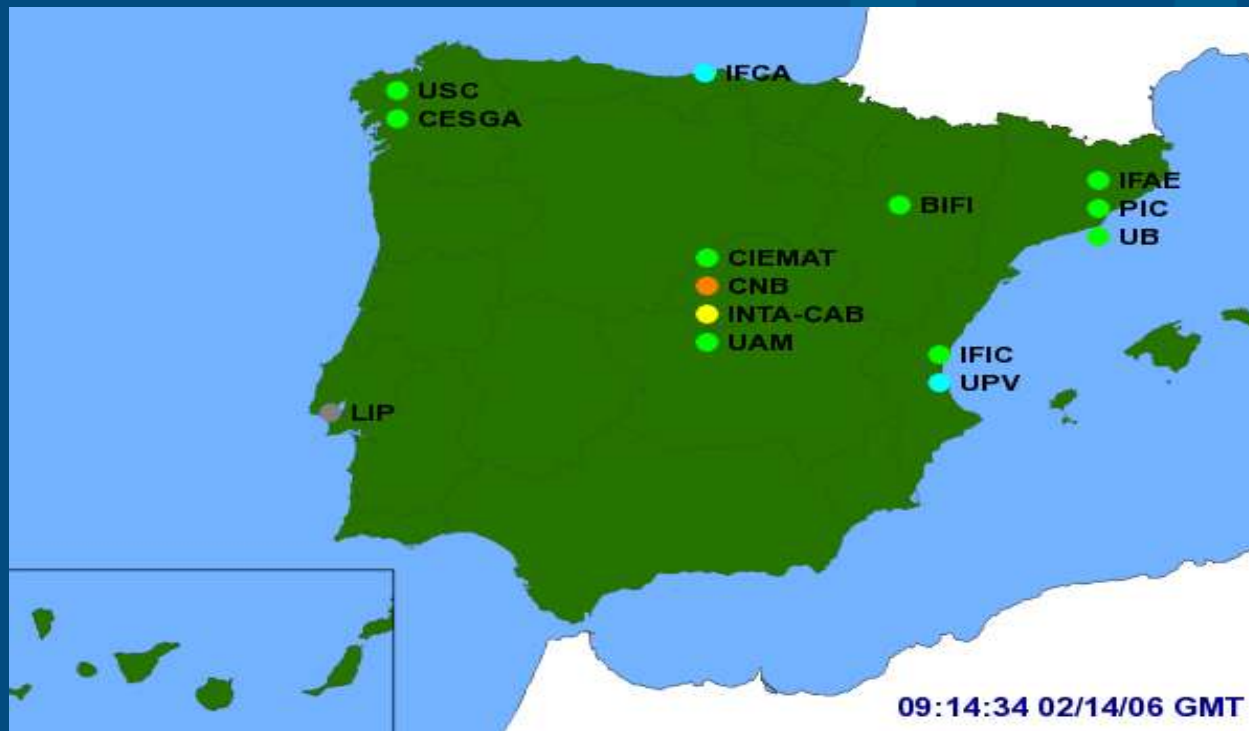 IFCA
USC
CESGA
IFAE
BIFI
PIC
UB
CIEMAT
CNB
INTA-CAB
UAM
IFIC
UPV
LIP
09:14:34 02/14/06 GMT